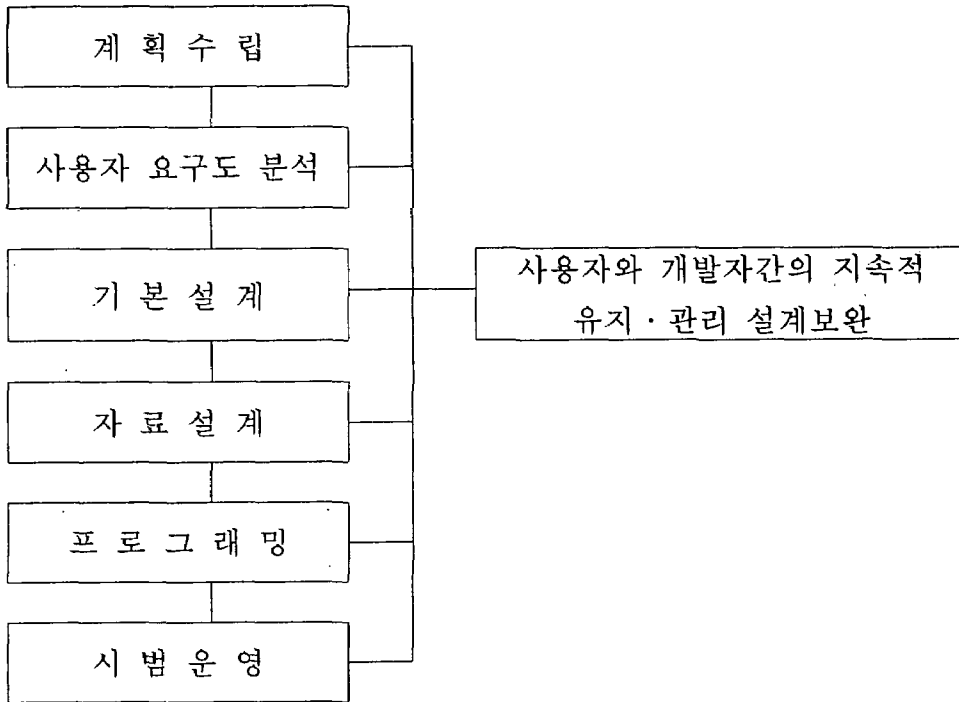 계 획 수 립
사용자 요구도 분석
기 본 설 계
사용자와 개발자간의 지속적
유지·관리 설계보완
자 료 설 계
프 로 그 래 밍
시 범 운 영